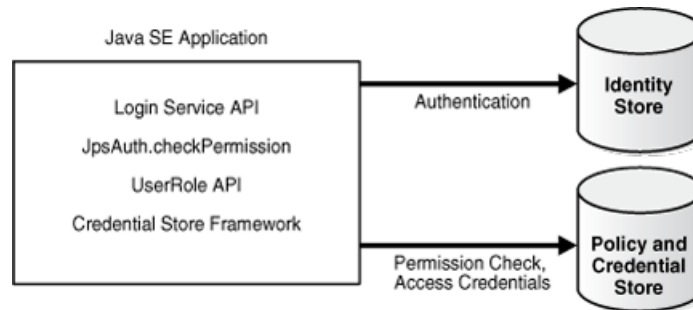 Java SE Application
Login Service API
JpsAuth.checkPermission
UserRole API
Credential Store Framework
Authentication
Identity
Store
Permission Check,
Access Credentials
Policy and
Credential
Store